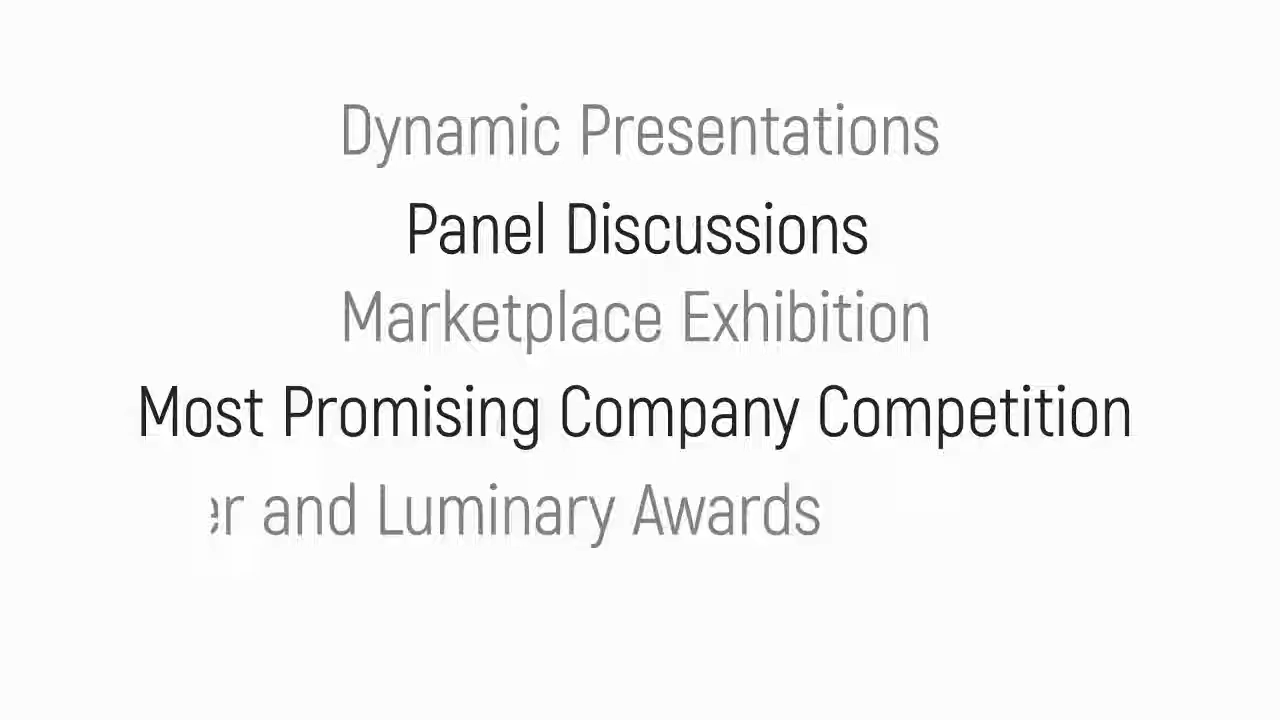 Dynamic Presentations
Panel Discussions
Marketplace Exhibition
Most Promising Company Competition
and Luminary Awards